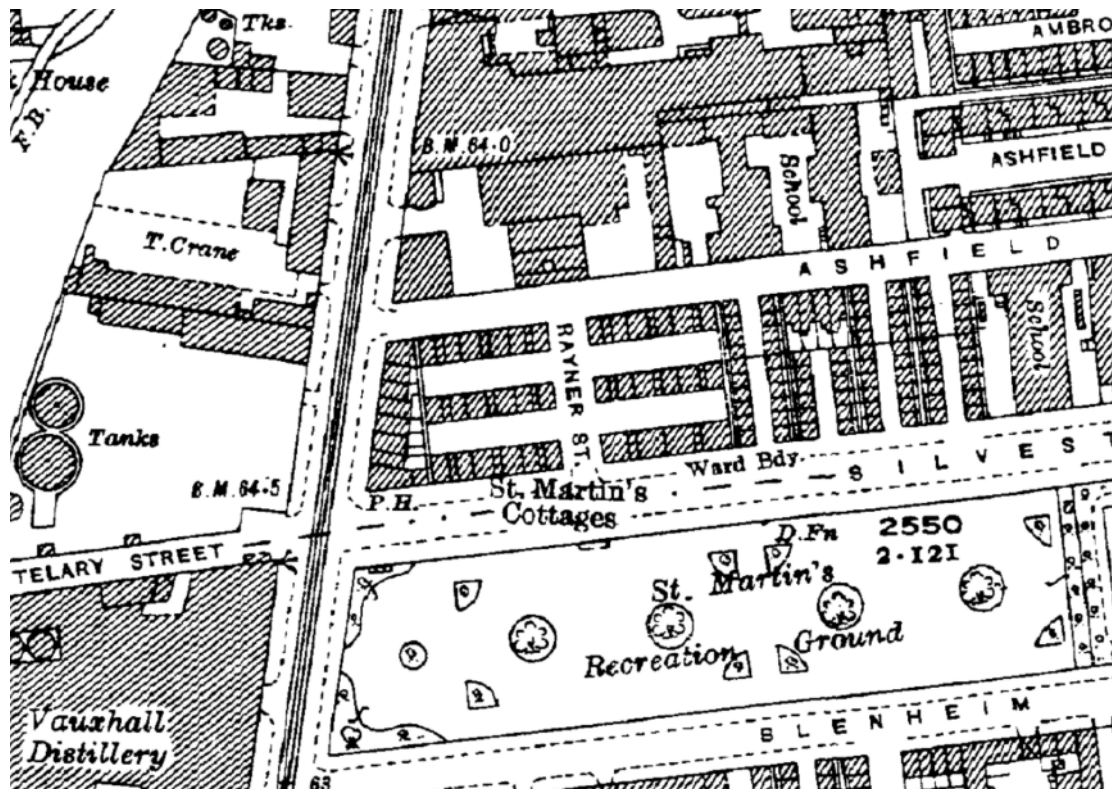 Tks.
AMBRO
House
F.B.
B.M.64·0
School
ASHFIELD
T.Crane
ASHFIELD
RAYNER ST.
School
Tanks
Ward Bdy.
SILVEST
B.M.64·5
P.H.
St. Martin's
Cottages
TELARY STREET
D.Fn
2550
2·121
St. Martin's
Recreation Ground
Vauxhall
Distillery
BLENHEIM
63